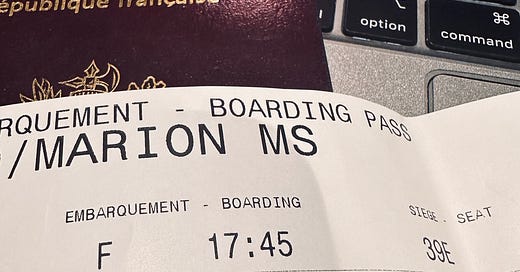 épublique française
option
⌘
command
RQUEMENT - BOARDING PASS
/MARION MS
EMBARQUEMENT - BOARDING
SIEGE - SEAT
F
17:45
39E